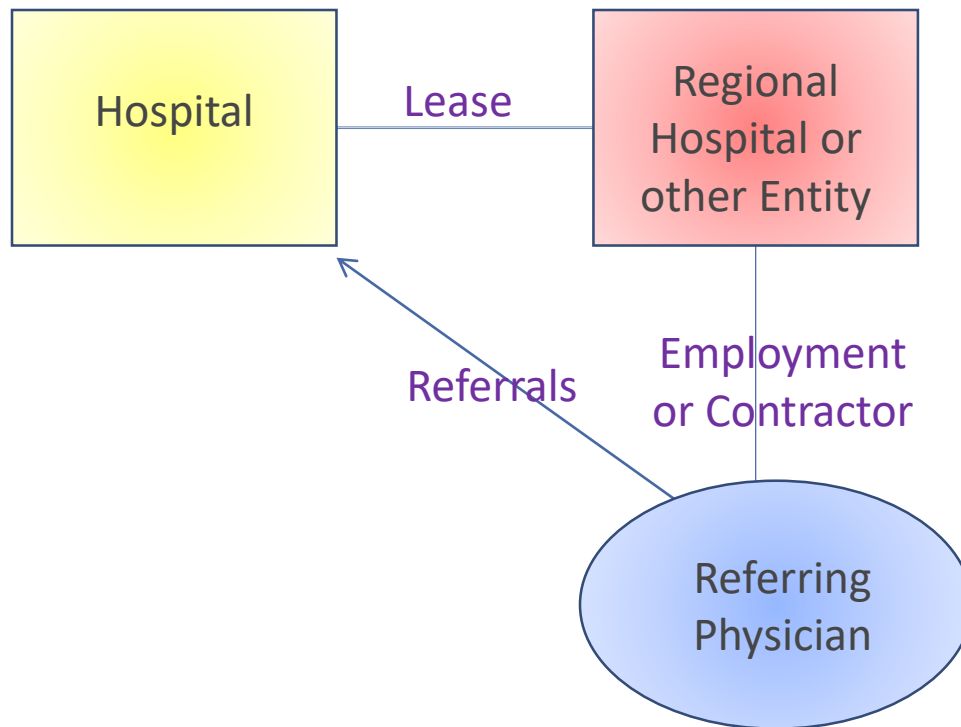 Hospital
Lease
Regional
Hospital or
other Entity
Referrals
Employment
or Contractor
Referring
Physician